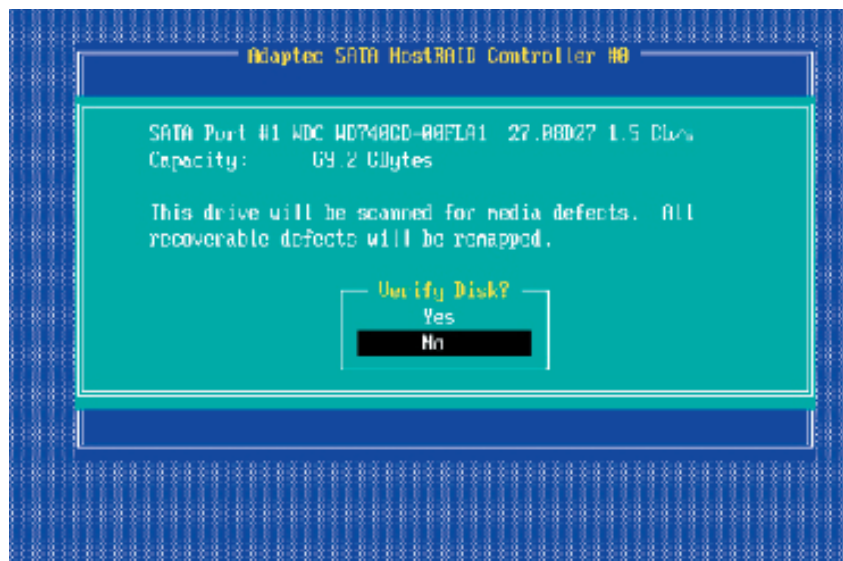 Adaptec SATA HostRAID Controller #0
SATA Port #1 WDC WD740GD-00FLA1 27.08D27 1.5
Capacity: 69.2 GBytes
This drive will be scanned for media defects. All
recoverable defects will be remapped.
Verify Disk?
Yes
No